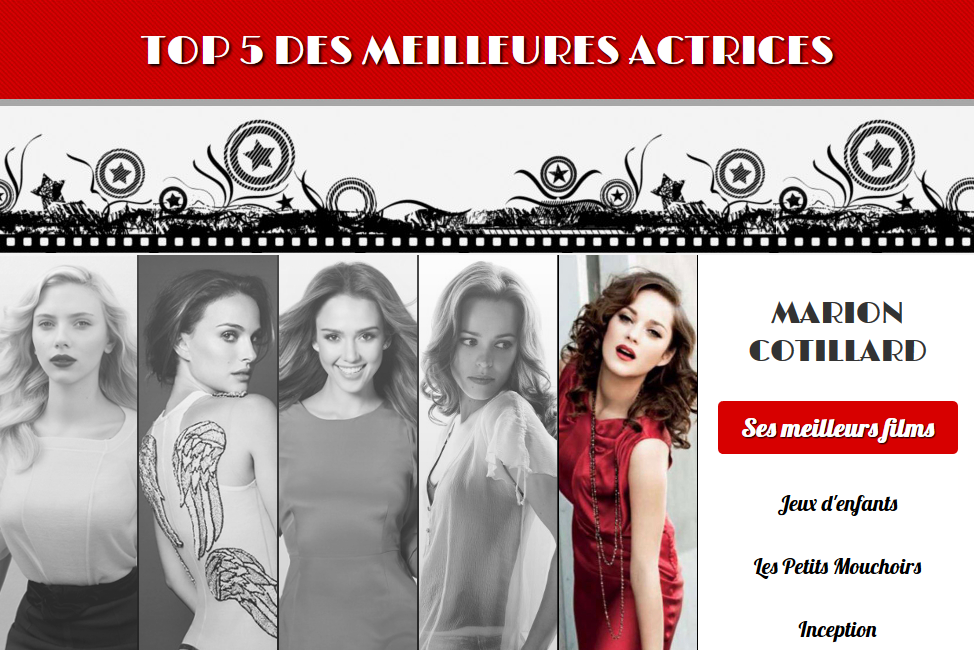 TOP 5 DES MEILLEURES ACTRICES
MARION
COTILLARD
Ses meilleurs films
Jeux d'enfants
Les Petits Mouchoirs
Inception